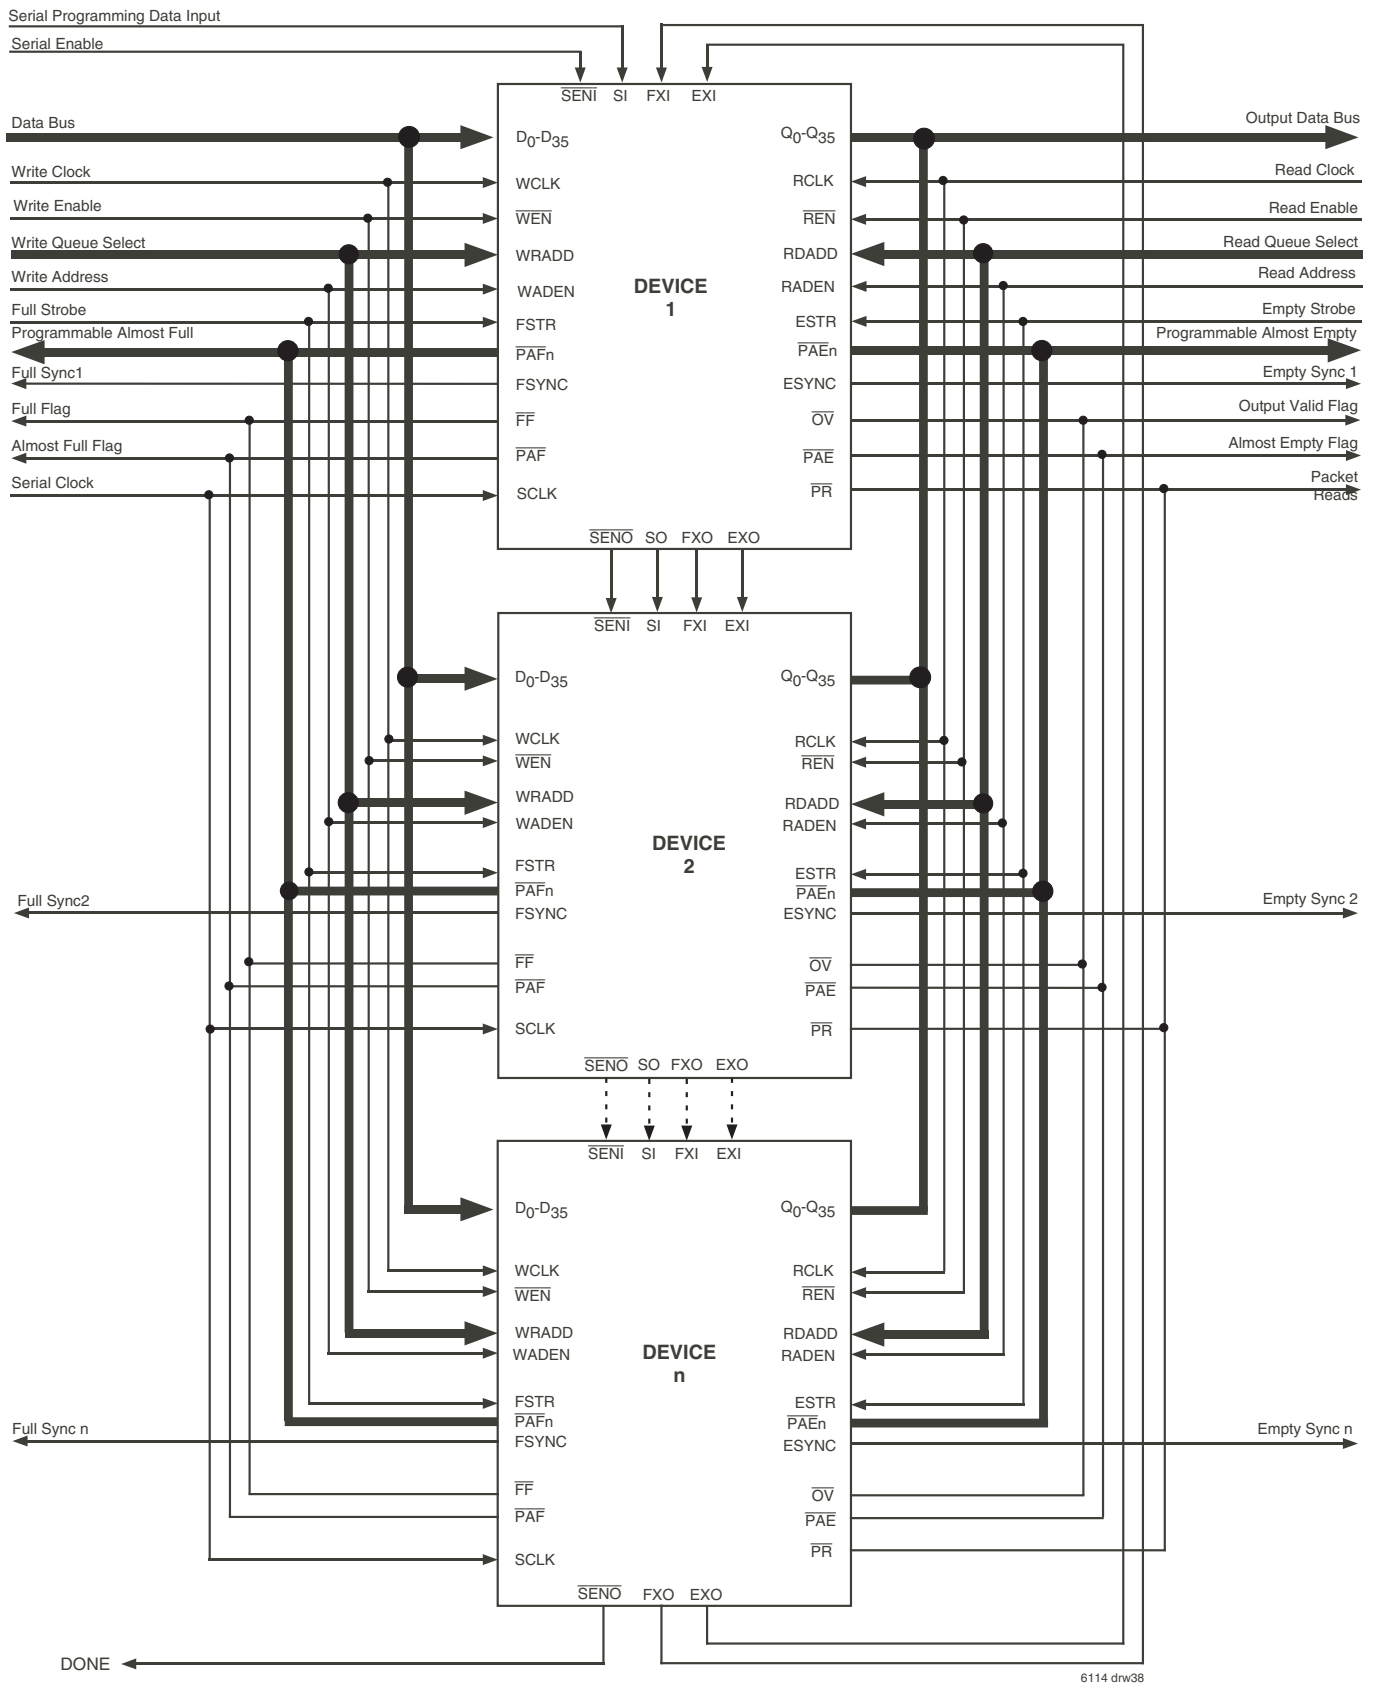 Serial Programming Data Input
Serial Enable
SENI SI FXI EXI
Data Bus
D0-D35
Q0-Q35
Output Data Bus
Write Clock
WCLK
RCLK
Read Clock
Write Enable
WEN
REN
Read Enable
Write Queue Select
WRADD
RDADD
Read Queue Select
Write Address
WADEN
DEVICE
1
RADEN
Read Address
Full Strobe
FSTR
ESTR
Empty Strobe
Programmable Almost Full
PAFn
PAEn
Programmable Almost Empty
Full Sync1
FSYNC
ESYNC
Empty Sync 1
Full Flag
FF
OV
Output Valid Flag
Almost Full Flag
PAF
PAE
Almost Empty Flag
Serial Clock
SCLK
PR
Packet
Reads
SENO SO FXO EXO
SENI SI FXI EXI
D0-D35
Q0-Q35
WCLK
RCLK
WEN
REN
WRADD
RDADD
WADEN
RADEN
DEVICE
2
FSTR
ESTR
PAFn
PAEn
Full Sync2
FSYNC
ESYNC
Empty Sync 2
FF
OV
PAF
PAE
SCLK
PR
SENO SO FXO EXO
SENI SI FXI EXI
D0-D35
Q0-Q35
WCLK
RCLK
WEN
REN
WRADD
RDADD
WADEN
RADEN
DEVICE
n
FSTR
ESTR
PAFn
PAEn
Full Sync n
FSYNC
ESYNC
Empty Sync n
FF
OV
PAF
PAE
SCLK
PR
SENO FXO EXO
DONE
6114 drw38